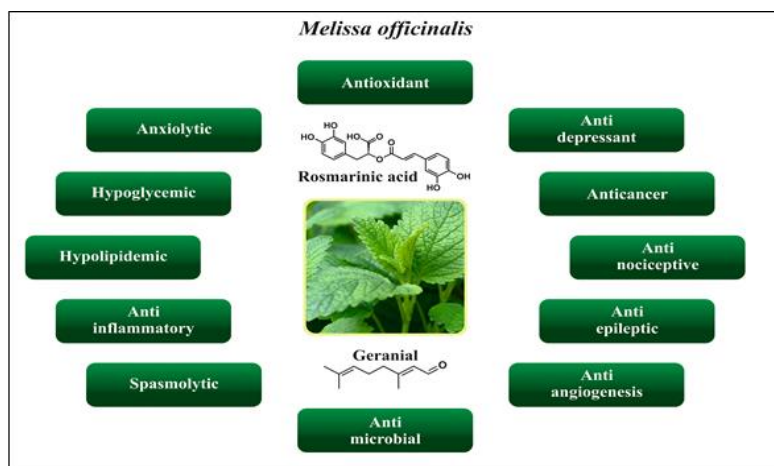 Melissa officinalis
Antioxidant
Anxiolytic
Anti
depressant
HO
HO
HO
O
O
O
OH
HO
Rosmarinic acid
Hypoglycemic
Anticancer
Hypolipidemic
Anti
nociceptive
Anti
inflammatory
Anti
epileptic
Geranial
O
Spasmolytic
Anti
angiogenesis
Anti
microbial